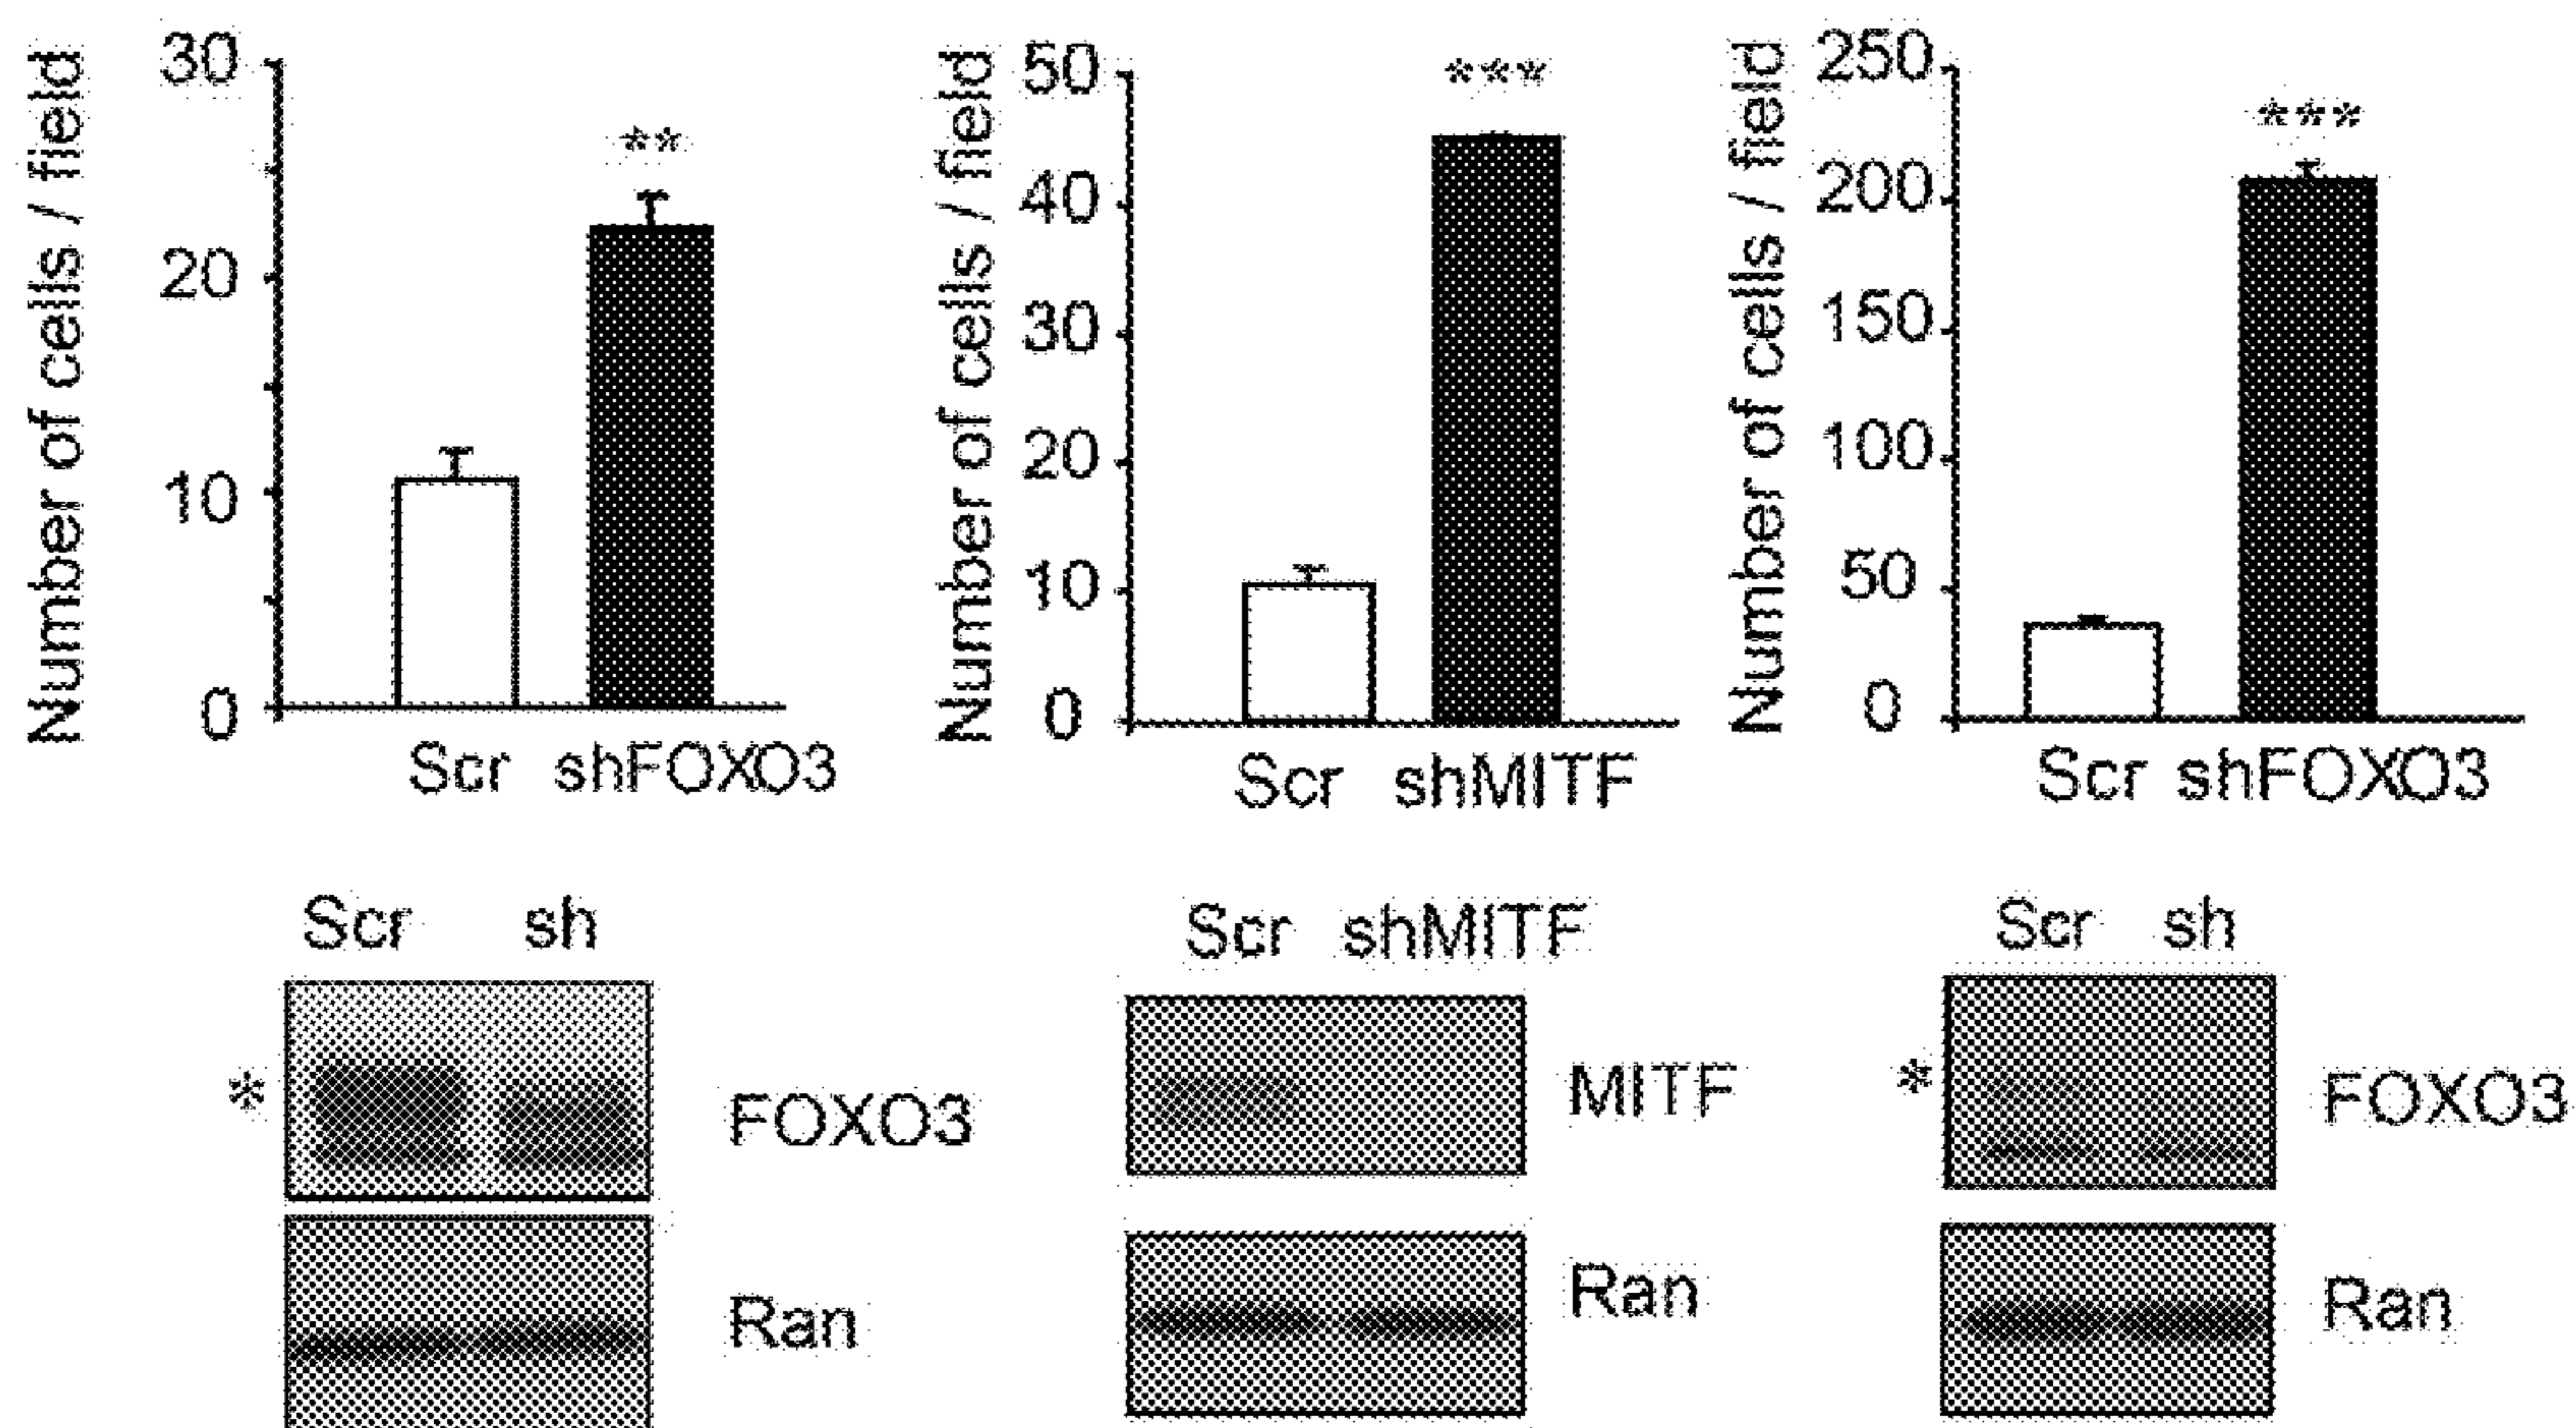 Number of cells / field
30
20
10
0
**
Scr shFOXO3
Number of cells / field
50
40
30
20
10
0
***
Scr shMITF
Number of cells / field
250
200
150
100
50
0
***
Scr shFOXO3
Scr sh
* FOXO3
Ran
Scr shMITF
MITF
Ran
Scr sh
* FOXO3
Ran